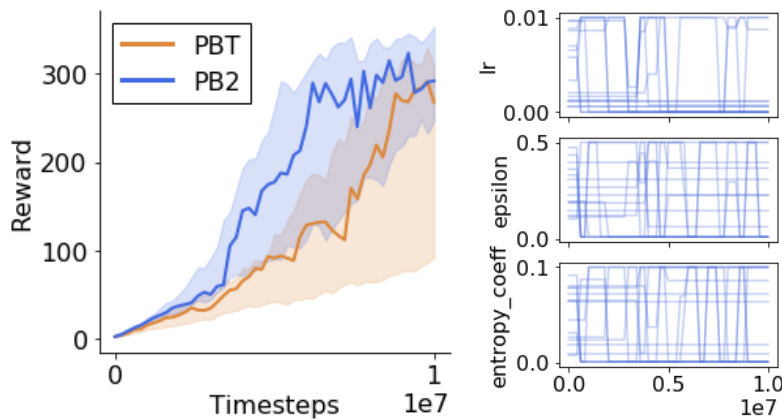 PBT
PB2
300
200
100
0
Reward
0
1
1e7
Timesteps
0.01
0.00
lr
0.5
0.0
epsilon
0.1
0.0
entropy_coeff
0.0
0.5
1.0
1e7